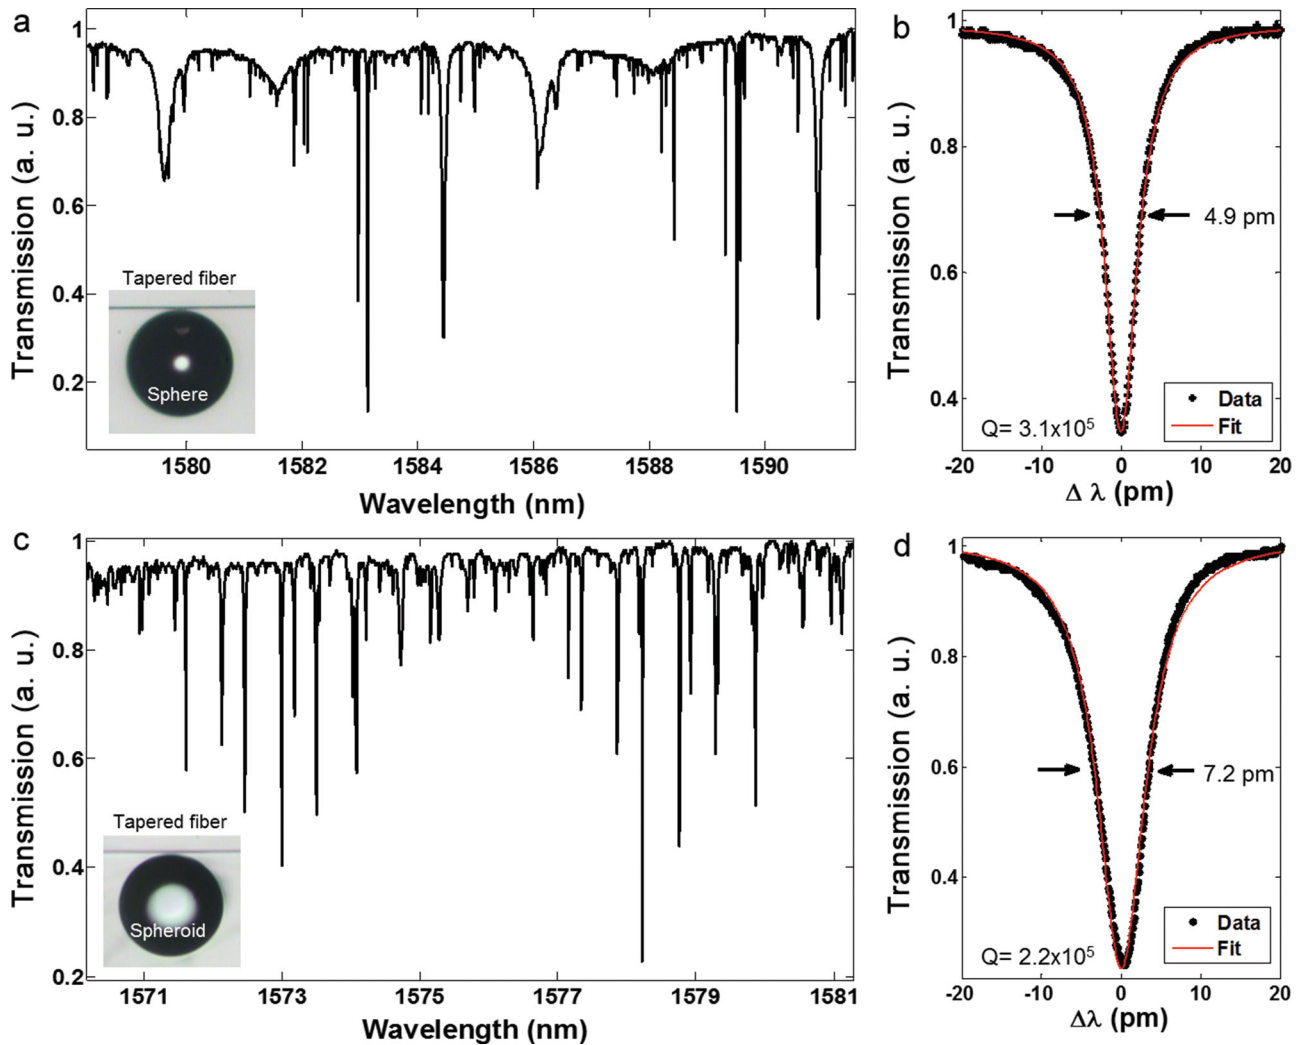 a
1
0.8
0.6
0.4
0.2
Transmission (a. u.)
Tapered fiber
Sphere
1580
1582
1584
1586
1588
1590
Wavelength (nm)
b
1
0.8
0.6
0.4
Transmission (a. u.)
4.9 pm
Q= 3.1x10⁵
Data
Fit
-20
-10
0
10
20
Δ λ (pm)
c
1
0.8
0.6
0.4
0.2
Transmission (a. u.)
Tapered fiber
Spheroid
1571
1573
1575
1577
1579
1581
Wavelength (nm)
d
1
0.8
0.6
0.4
Transmission (a. u.)
7.2 pm
Q= 2.2x10⁵
Data
Fit
-20
-10
0
10
20
Δλ (pm)